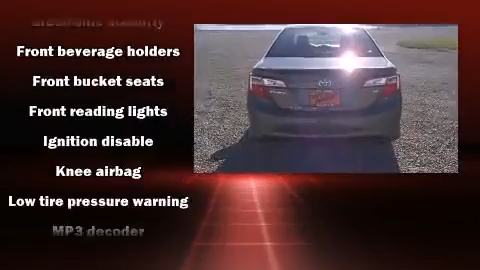 Front beverage holders
Front bucket seats
Front reading lights
Ignition disable
Knee airbag
Low tire pressure warning
MP3 decoder